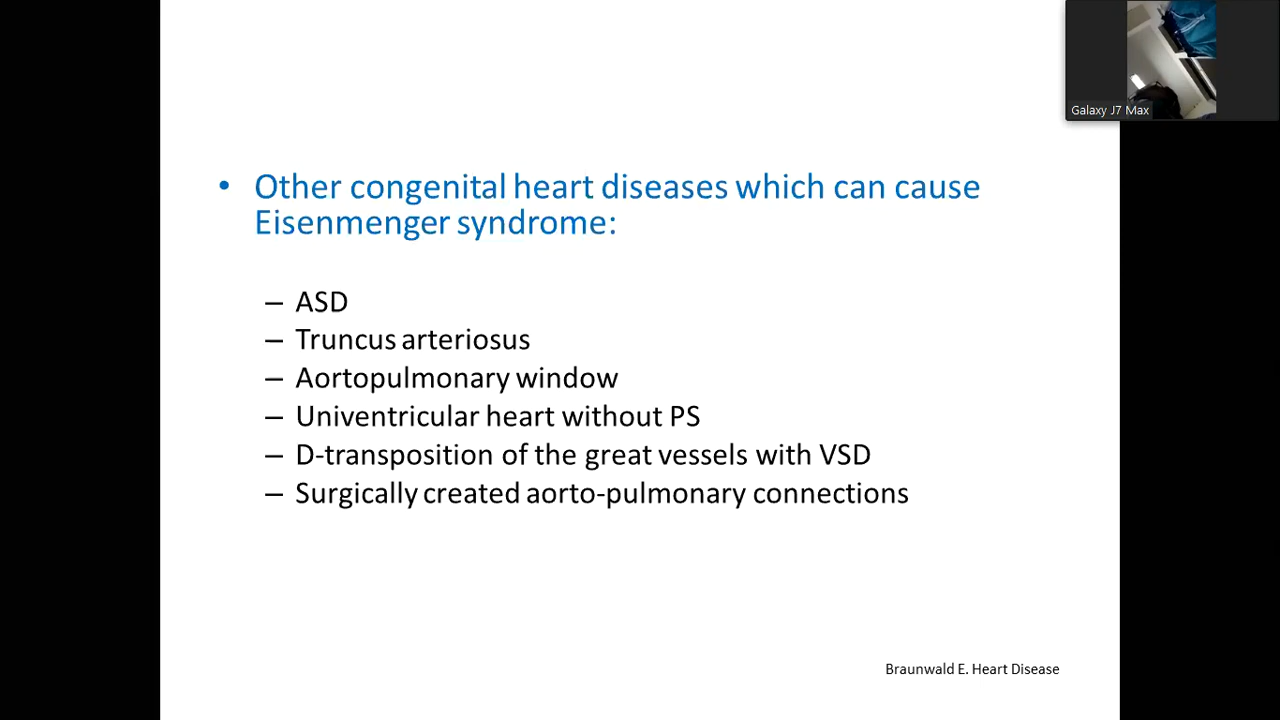 Galaxy J7 Max
• Other congenital heart diseases which can cause
Eisenmenger syndrome:
– ASD
– Truncus arteriosus
– Aortopulmonary window
– Univentricular heart without PS
– D-transposition of the great vessels with VSD
– Surgically created aorto-pulmonary connections
Braunwald E. Heart Disease